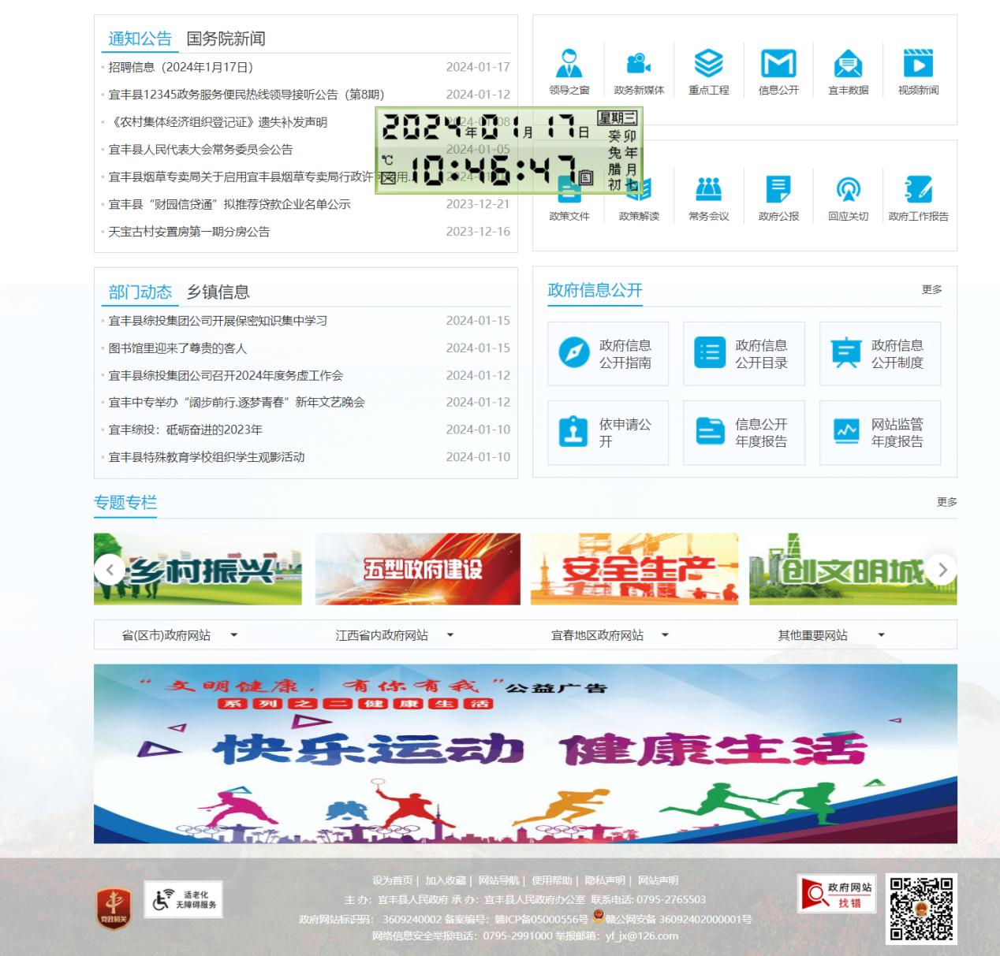 通知公告 国务院新闻
招聘信息（2024年1月17日） 2024-01-17
宜丰县12345政务服务便民热线领导接听公告（第8期） 2024-01-12
《农村集体经济组织登记证》遗失补发声明 2024-01-08
宜丰县人民代表大会常务委员会公告 2024-01-05
宜丰县烟草专卖局关于启用宜丰县烟草专卖局行政许可专用...
宜丰县“财园信贷通”拟推荐贷款企业名单公示 2023-12-21
天宝古村安置房第一期分房公告 2023-12-16
2024年01月17日 星期三
癸卯
兔年
腊月
初七
℃
10:46:47
领导之窗 政务新媒体 重点工程 信息公开 宜丰数据 视频新闻
政策文件 政策解读 常务会议 政府公报 回应关切 政府工作报告
部门动态 乡镇信息
宜丰县综投集团公司开展保密知识集中学习 2024-01-15
图书馆里迎来了尊贵的客人 2024-01-15
宜丰县综投集团公司召开2024年度务虚工作会 2024-01-12
宜丰中专举办“阔步前行.逐梦青春”新年文艺晚会 2024-01-12
宜丰综投：砥砺奋进的2023年 2024-01-10
宜丰县特殊教育学校组织学生观影活动 2024-01-10
政府信息公开 更多
政府信息
公开指南
政府信息
公开目录
政府信息
公开制度
依申请公
开
信息公开
年度报告
网站监管
年度报告
专题专栏 更多
乡村振兴 五型政府建设 安全生产 创文明城
省(区市)政府网站 江西省内政府网站 宜春地区政府网站 其他重要网站
“文明健康，有你有我”公益广告
系列之二健康生活
快乐运动 健康生活
党政机关
适老化
无障碍服务
设为首页 | 加入收藏 | 网站导航 | 使用帮助 | 隐私声明 | 网站声明
主 办：宜丰县人民政府 承 办：宜丰县人民政府办公室 联系电话: 0795-2765503
政府网站标识码： 3609240002 备案编号：赣ICP备05000556号 赣公网安备 36092402000001号
网络信息安全举报电话：0795-2991000 举报邮箱：yf_jx@126.com
政府网站
找错